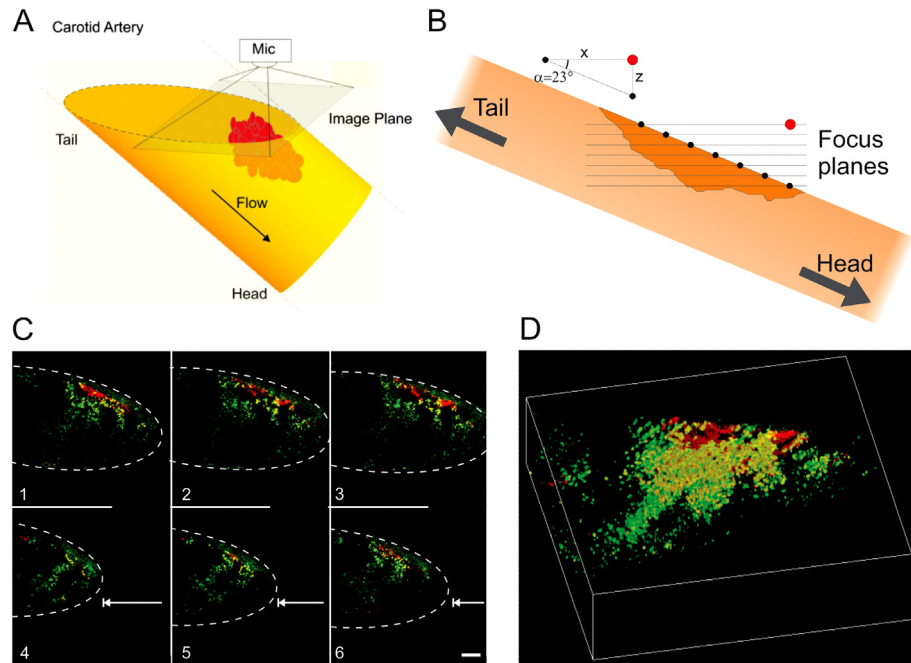 A
Carotid Artery
Mic
Image Plane
Tail
Flow
Head
B
x
α=23°
z
Tail
Focus
planes
Head
C
1
2
3
4
5
6
D